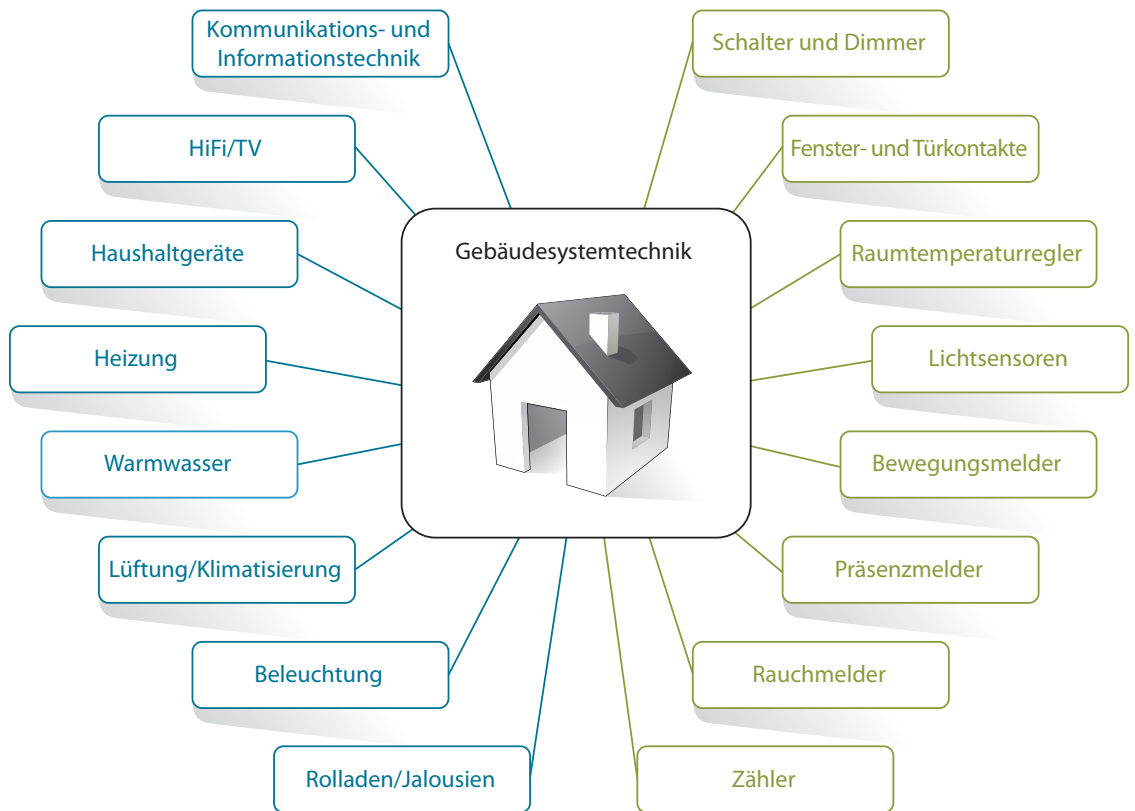 Kommunikations- und
Informationstechnik
Schalter und Dimmer
HiFi/TV
Fenster- und Türkontakte
Gebäudesystemtechnik
Haushaltgeräte
Raumtemperaturregler
Heizung
Lichtsensoren
Warmwasser
Bewegungsmelder
Lüftung/Klimatisierung
Präsenzmelder
Beleuchtung
Rauchmelder
Rolladen/Jalousien
Zähler